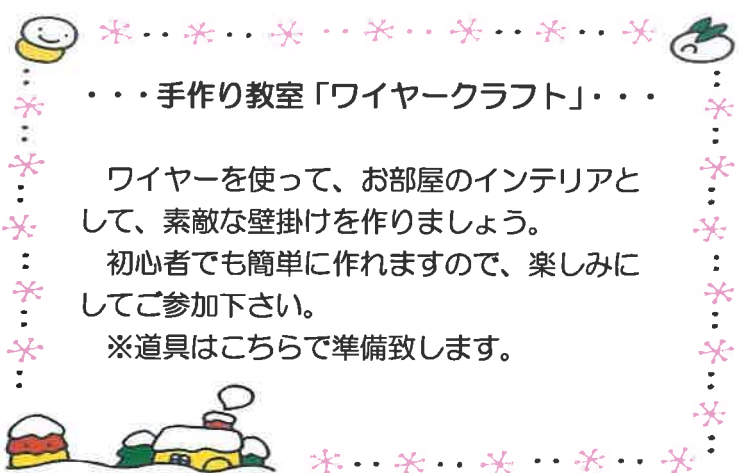 ・・・手作り教室「ワイヤークラフト」・・・
ワイヤーを使って、お部屋のインテリアと
して、素敵な壁掛けを作りましょう。
初心者でも簡単に作れますので、楽しみに
してご参加下さい。
※道具はこちらで準備致します。